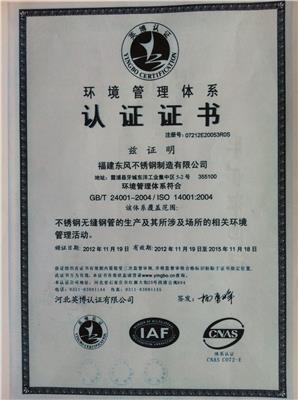 英博认证
YINGBO CERTIFICATION
环境管理体系
认证证书
注册号: 07212E20053R0S
兹证明
福建东风不锈钢制造有限公司
地址: 霞浦县牙城东洋工业集中区5-2号 355100
环境管理体系符合
GB/T 24001-2004 / ISO 14001:2004
该体系覆盖范围:
不锈钢无缝钢管的生产及其所涉及场所的相关环境
管理活动。
颁证日期: 2012 年 11 月 19 日 有效期: 2012 年 11 月 19 日至 2015 年 11 月 18 日
河北英博认证有限公司
签发:
IAF
CNAS
体系认证
CNAS C072-E